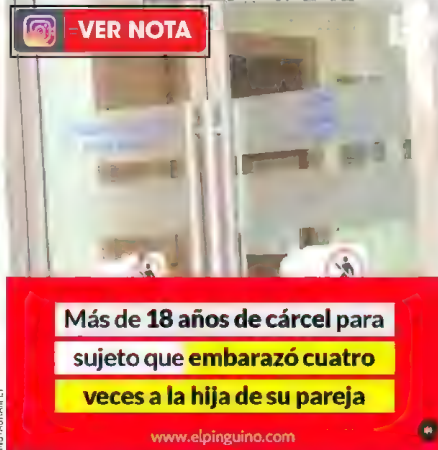 VER NOTA
Más de 18 años de cárcel para
sujeto que embarazó cuatro
veces a la hija de su pareja
www.elpinguino.com